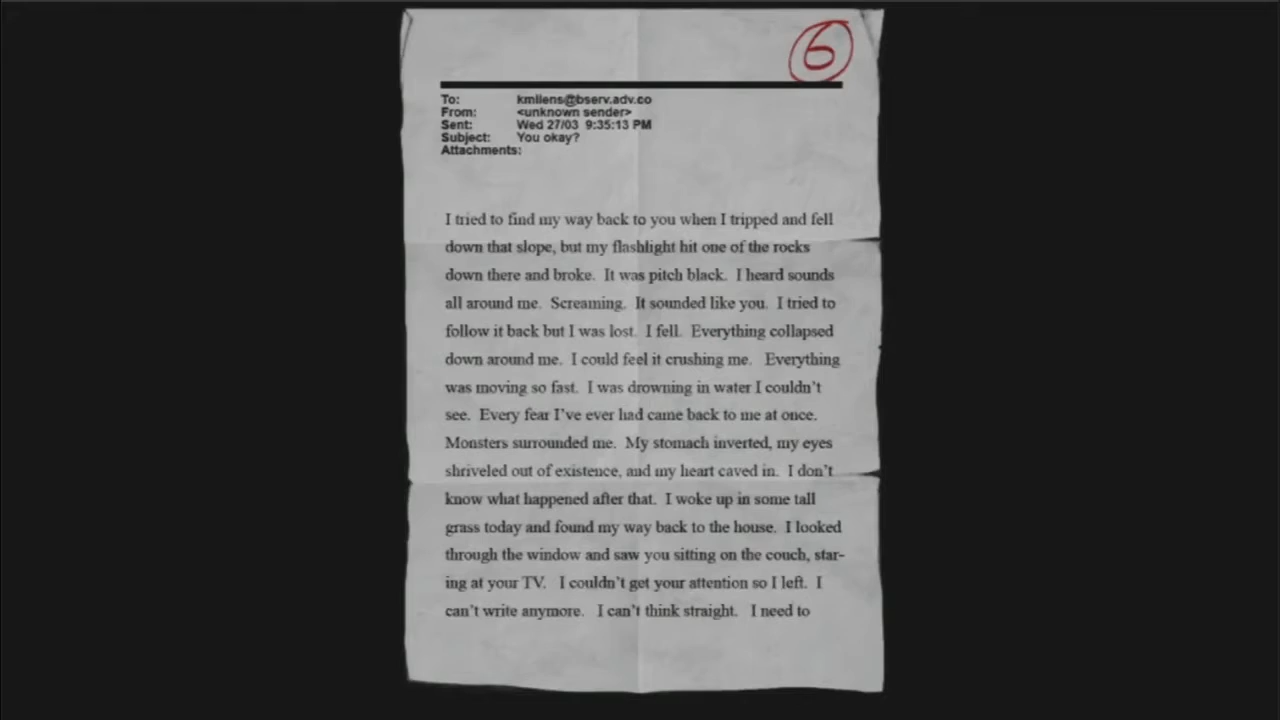 6
To: kmilens@bserv.adv.co
From: <unknown sender>
Sent: Wed 27/03 9:35:13 PM
Subject: You okay?
Attachments:
I tried to find my way back to you when I tripped and fell
down that slope, but my flashlight hit one of the rocks
down there and broke. It was pitch black. I heard sounds
all around me. Screaming. It sounded like you. I tried to
follow it back but I was lost. I fell. Everything collapsed
down around me. I could feel it crushing me. Everything
was moving so fast. I was drowning in water I couldn't
see. Every fear I've ever had came back to me at once.
Monsters surrounded me. My stomach inverted, my eyes
shriveled out of existence, and my heart caved in. I don't
know what happened after that. I woke up in some tall
grass today and found my way back to the house. I looked
through the window and saw you sitting on the couch, star-
ing at your TV. I couldn't get your attention so I left. I
can't write anymore. I can't think straight. I need to